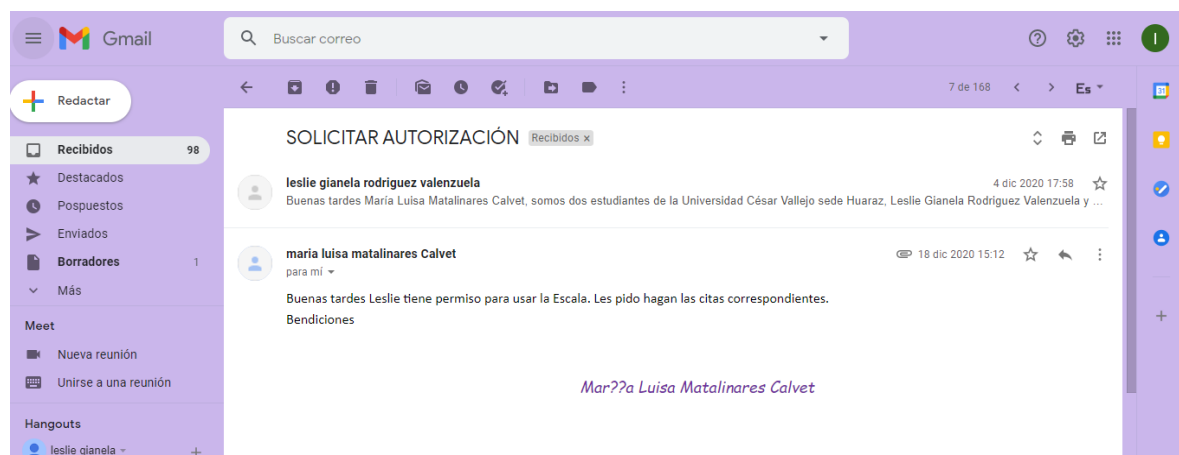 Gmail
Buscar correo
I
Redactar
7 de 168
Es
31
Recibidos 98
Destacados
Pospuestos
Enviados
Borradores 1
Más
Meet
Nueva reunión
Unirse a una reunión
Hangouts
leslie gianela
SOLICITAR AUTORIZACIÓN Recibidos x
leslie gianela rodriguez valenzuela 4 dic 2020 17:58
Buenas tardes María Luisa Matalinares Calvet, somos dos estudiantes de la Universidad César Vallejo sede Huaraz, Leslie Gianela Rodriguez Valenzuela y ...
maria luisa matalinares Calvet 18 dic 2020 15:12
para mí
Buenas tardes Leslie tiene permiso para usar la Escala. Les pido hagan las citas correspondientes.
Bendiciones
Mar??a Luisa Matalinares Calvet